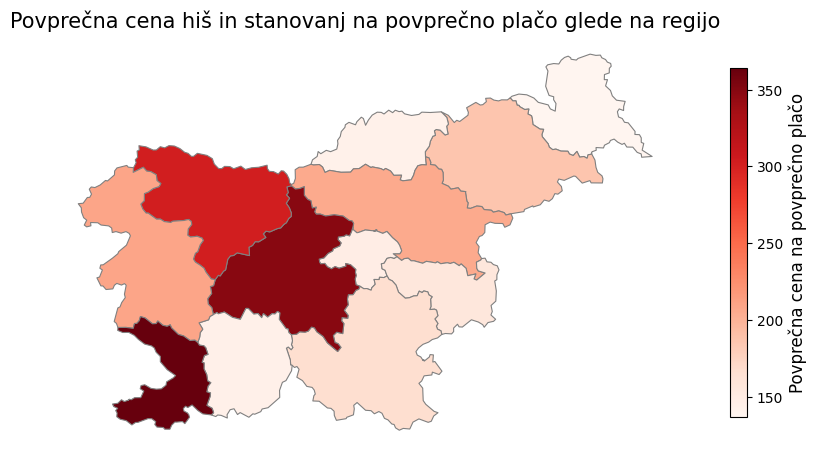 Povprečna cena hiš in stanovanj na povprečno plačo glede na regijo
350
300
250
200
150
Povprečna cena na povprečno plačo